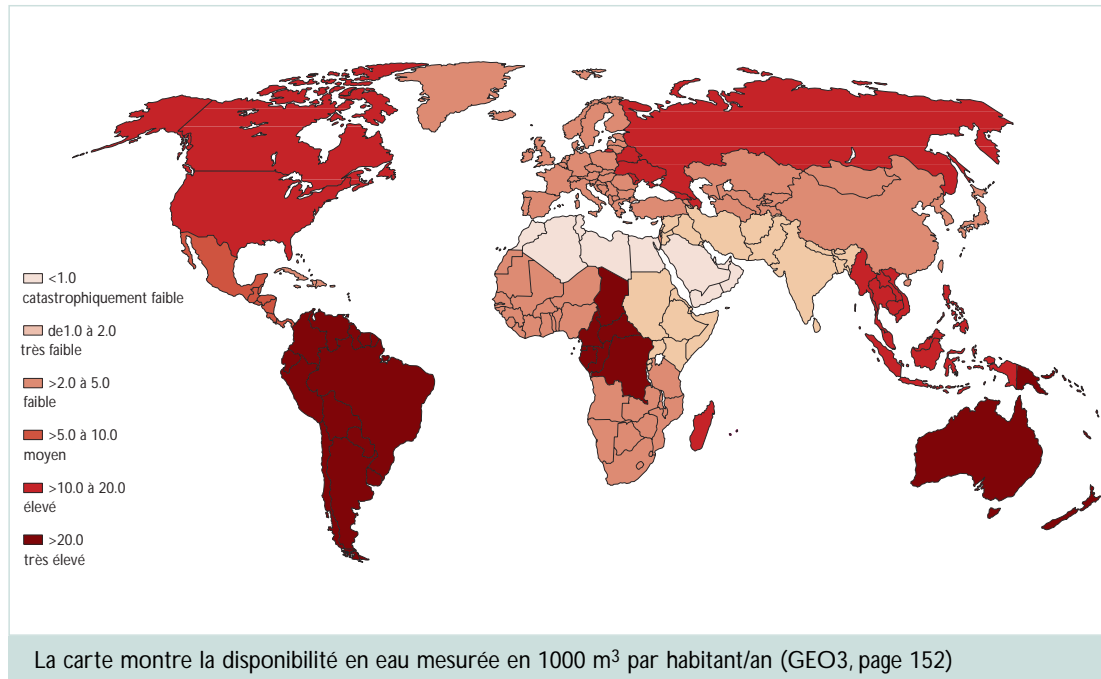 <1.0
catastrophiquement faible
de1.0 à 2.0
très faible
>2.0 à 5.0
faible
>5.0 à 10.0
moyen
>10.0 à 20.0
élevé
>20.0
très élevé
La carte montre la disponibilité en eau mesurée en 1000 m³ par habitant/an (GEO3, page 152)